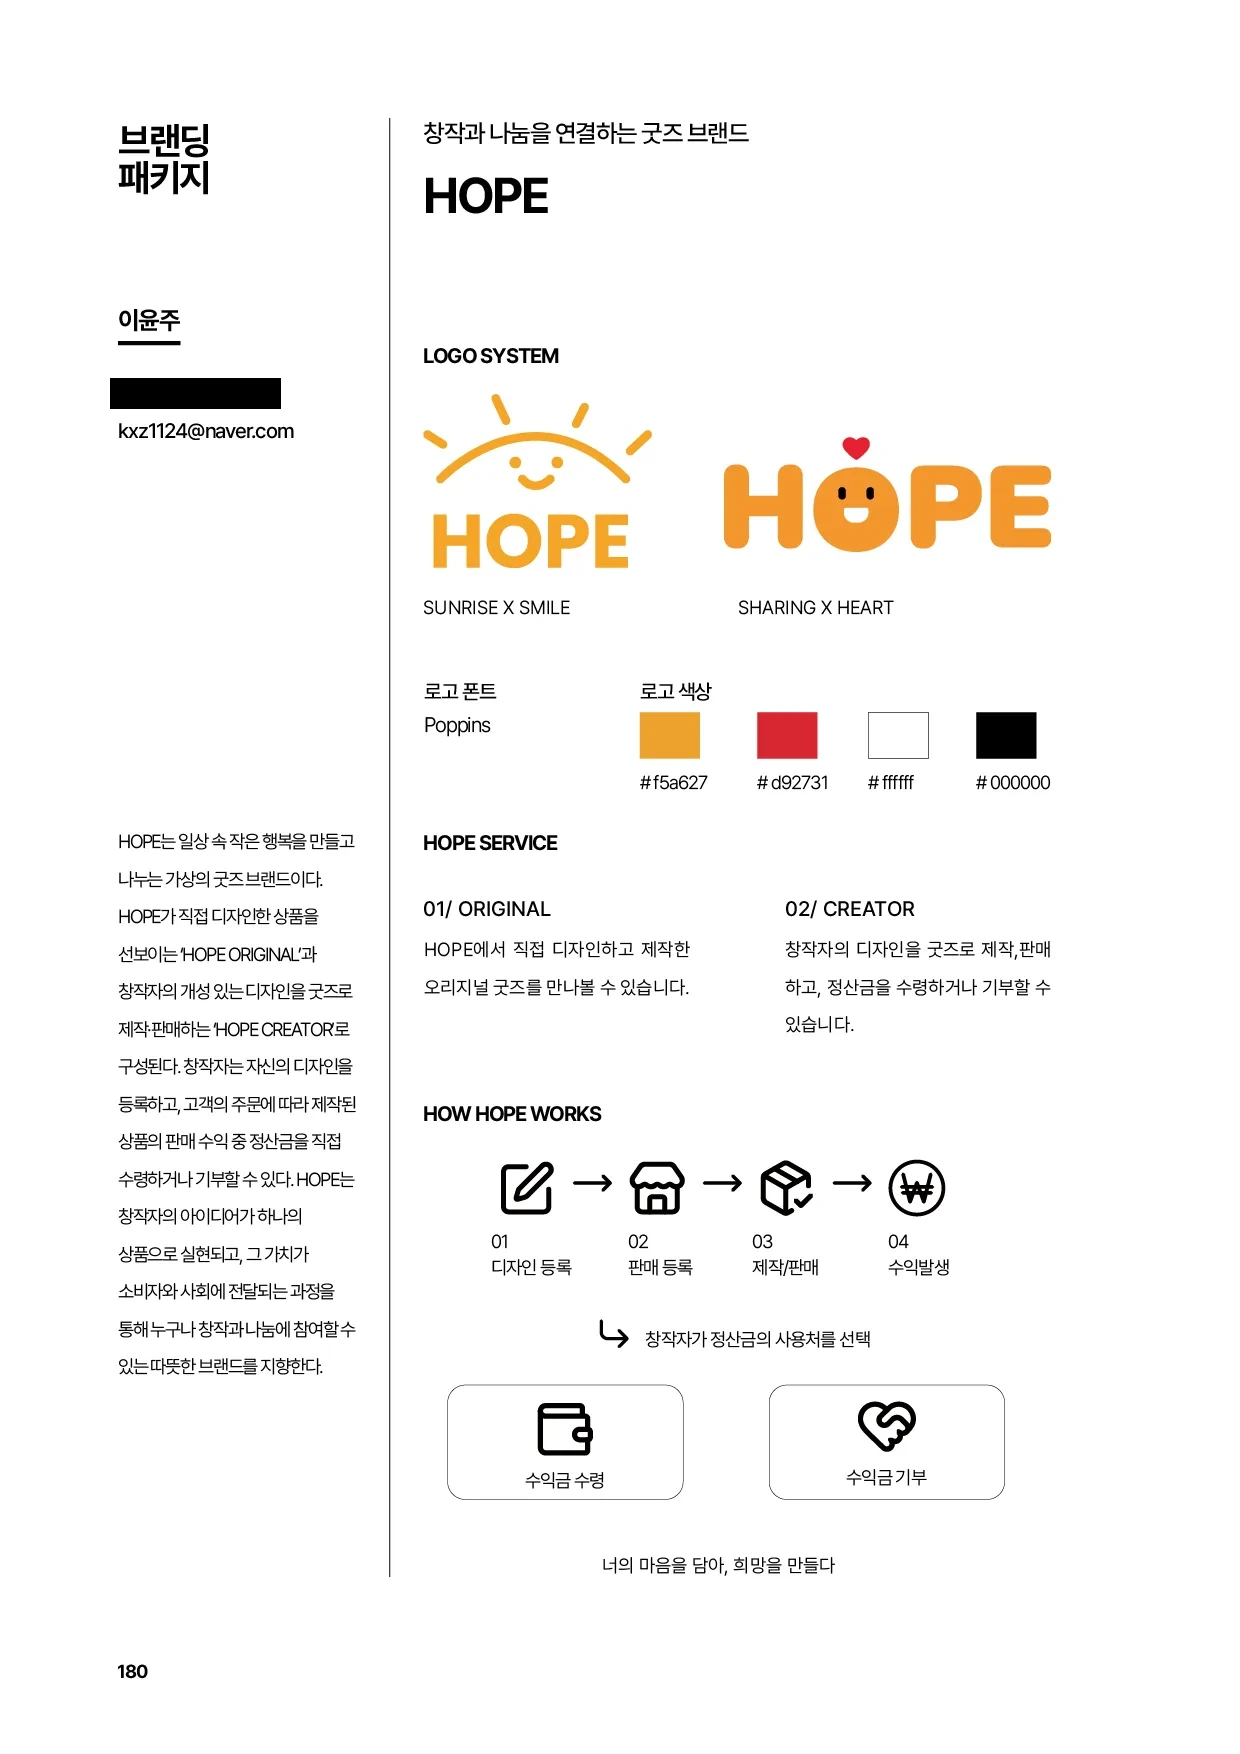 브랜딩
패키지
이윤주
kxz1124@naver.com
HOPE는 일상 속 작은 행복을 만들고
나누는 가상의 굿즈 브랜드이다.
HOPE가 직접 디자인한 상품을
선보이는 ‘HOPE ORIGINAL’과
창작자의 개성 있는 디자인을 굿즈로
제작·판매하는 ‘HOPE CREATOR’로
구성된다. 창작자는 자신의 디자인을
등록하고, 고객의 주문에 따라 제작된
상품의 판매 수익 중 정산금을 직접
수령하거나 기부할 수 있다. HOPE는
창작자의 아이디어가 하나의
상품으로 실현되고, 그 가치가
소비자와 사회에 전달되는 과정을
통해 누구나 창작과 나눔에 참여할 수
있는 따뜻한 브랜드를 지향한다.
180
창작과 나눔을 연결하는 굿즈 브랜드
HOPE
LOGO SYSTEM
HOPE
HOPE
SUNRISE X SMILE
SHARING X HEART
로고 폰트
Poppins
로고 색상
# f5a627 # d92731 # ffffff # 000000
HOPE SERVICE
01/ ORIGINAL
HOPE에서 직접 디자인하고 제작한
오리지널 굿즈를 만나볼 수 있습니다.
02/ CREATOR
창작자의 디자인을 굿즈로 제작,판매
하고, 정산금을 수령하거나 기부할 수
있습니다.
HOW HOPE WORKS
01
디자인 등록
02
판매 등록
03
제작/판매
04
수익발생
창작자가 정산금의 사용처를 선택
수익금 수령
수익금 기부
너의 마음을 담아, 희망을 만들다